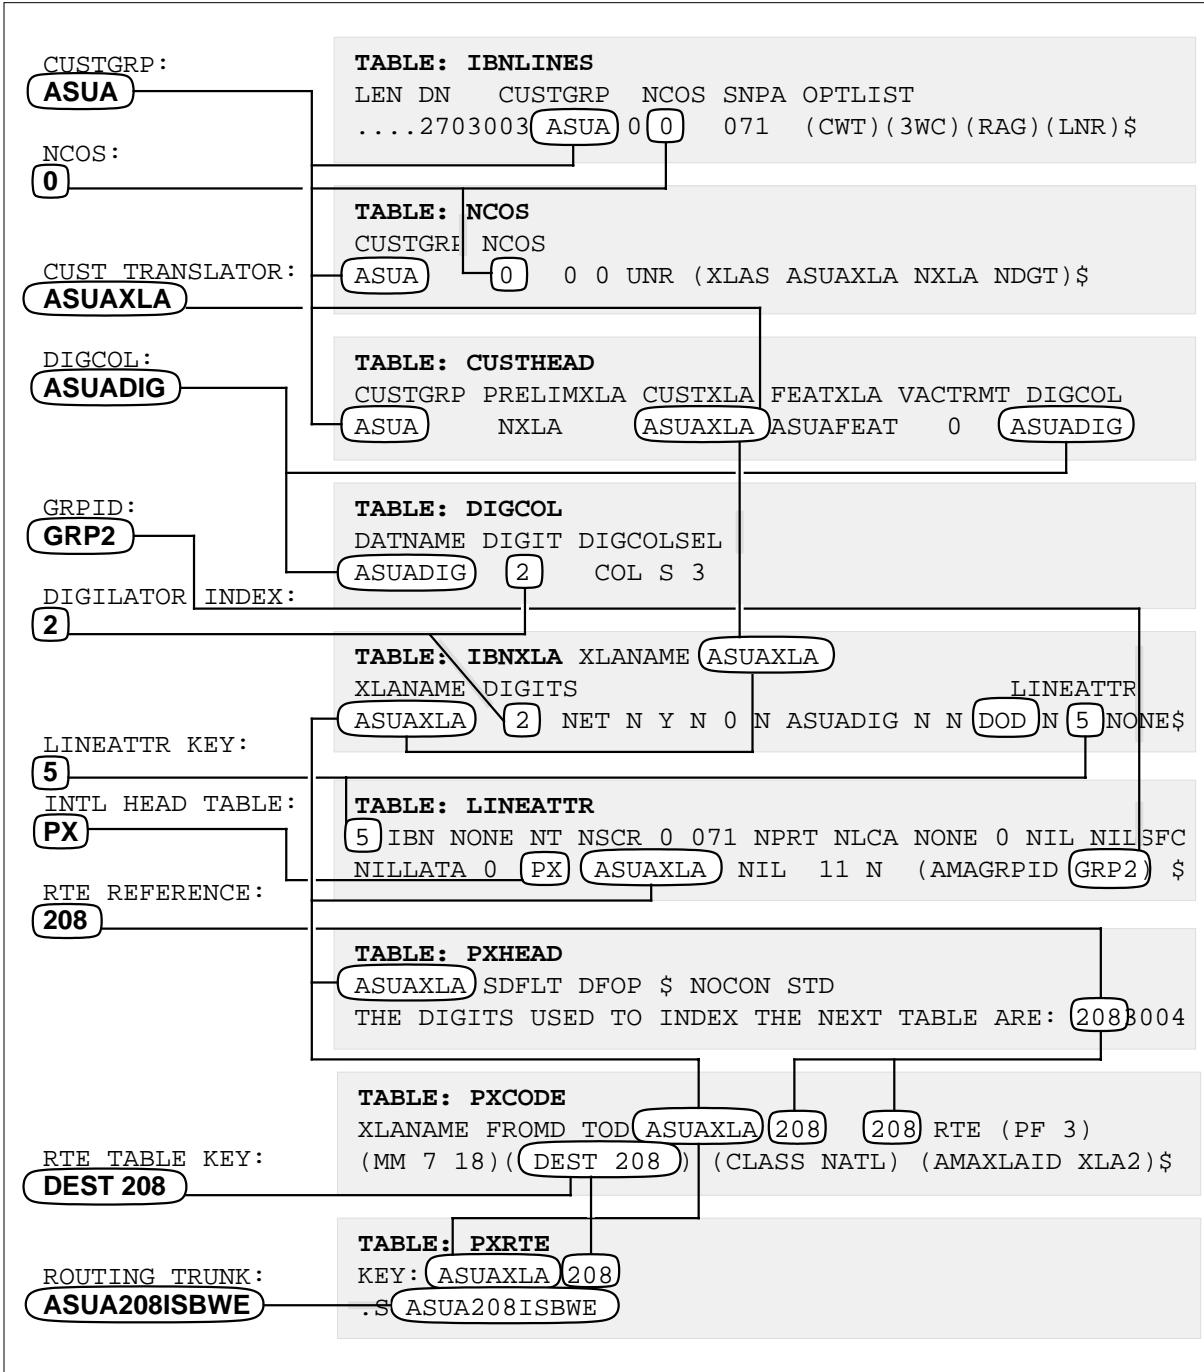 CUSTGRP:
ASUA
NCOS:
0
CUST TRANSLATOR:
ASUAXLA
DIGCOL:
ASUADIG
GRPID:
GRP2
DIGILATOR INDEX:
2
LINEATTR KEY:
5
INTL HEAD TABLE:
PX
RTE REFERENCE:
208
RTE TABLE KEY:
DEST 208
ROUTING TRUNK:
ASUA208ISBWE
TABLE: IBNLINES
LEN DN CUSTGRP NCOS SNPA OPTLIST
....2703003 ASUA 0 0 071 (CWT)(3WC)(RAG)(LNR)$
TABLE: NCOS
CUSTGRP NCOS
ASUA 0 0 0 UNR (XLAS ASUAXLA NXLA NDGT)$
TABLE: CUSTHEAD
CUSTGRP PRELIMXLA CUSTXLA FEATXLA VACTRMT DIGCOL
ASUA NXLA ASUAXLA ASUAFEAT 0 ASUADIG
TABLE: DIGCOL
DATNAME DIGIT DIGCOLSEL
ASUADIG 2 COL S 3
TABLE: IBNXLA XLANAME ASUAXLA
XLANAME DIGITS LINEATTR
ASUAXLA 2 NET N Y N 0 N ASUADIG N N DOD N 5 NONE$
TABLE: LINEATTR
5 IBN NONE NT NSCR 0 071 NPRT NLCA NONE 0 NIL NILSFC
NILLATA 0 PX ASUAXLA NIL 11 N (AMAGRPID GRP2) $
TABLE: PXHEAD
ASUAXLA SDFLT DFOP $ NOCON STD
THE DIGITS USED TO INDEX THE NEXT TABLE ARE: 2083004
TABLE: PXCODE
XLANAME FROMD TOD ASUAXLA 208 208 RTE (PF 3)
(MM 7 18)( DEST 208 ) (CLASS NATL) (AMAXLAID XLA2)$
TABLE: PXRTE
KEY: ASUAXLA 208
.S ASUA208ISBWE